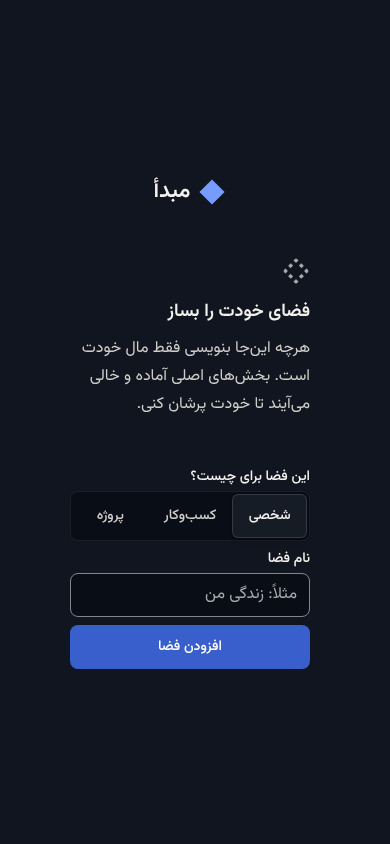 مبدأ
فضای خودت را بساز
هرچه این‌جا بنویسی فقط مال خودت
است. بخش‌های اصلی آماده و خالی
می‌آیند تا خودت پرشان کنی.
این فضا برای چیست؟
شخصی
کسب‌وکار
پروژه
نام فضا
مثلاً: زندگی من
افزودن فضا